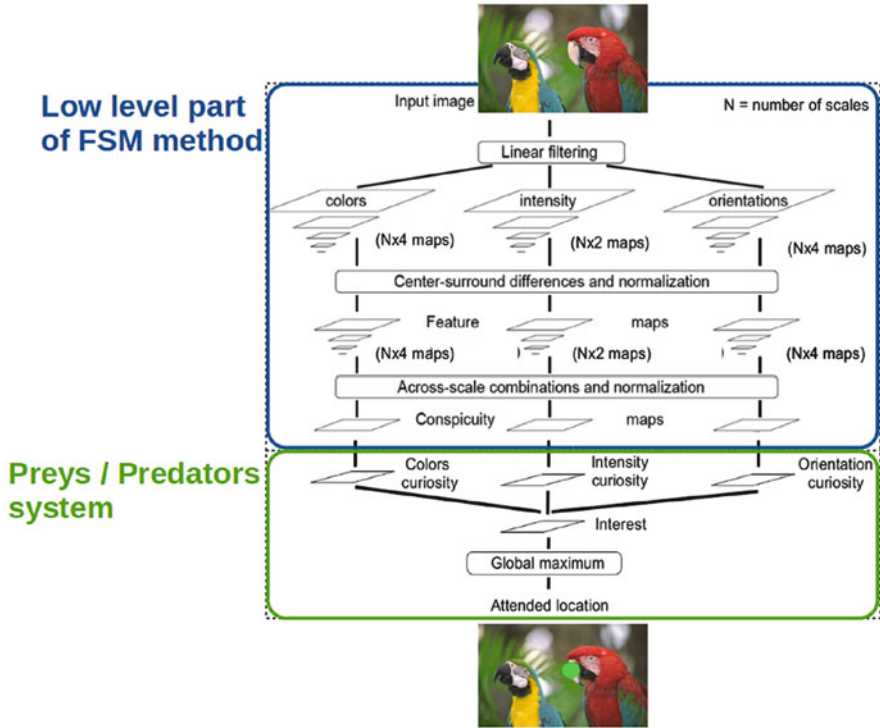 Low level part
of FSM method
Input image
N = number of scales
Linear filtering
colors
intensity
orientations
(Nx4 maps)
(Nx2 maps)
(Nx4 maps)
Center-surround differences and normalization
Feature
maps
(Nx4 maps)
(Nx2 maps)
(Nx4 maps)
Across-scale combinations and normalization
Conspicuity
maps
Preys / Predators
system
Colors
curiosity
Intensity
curiosity
Orientation
curiosity
Interest
Global maximum
Attended location